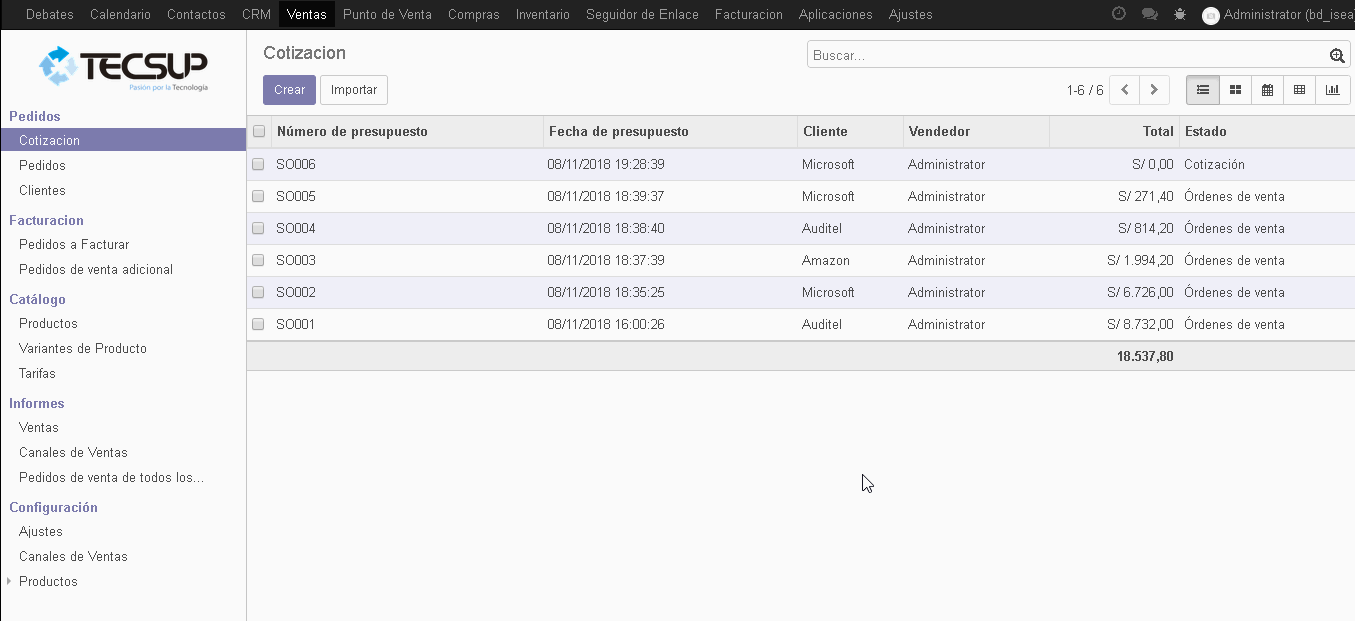 Debates Calendario Contactos CRM Ventas Punto de Venta Compras Inventario Seguidor de Enlace Facturacion Aplicaciones Ajustes Administrator (bd_isea
TECSUP
Pasión por la Tecnología
Pedidos
Cotizacion
Pedidos
Clientes
Facturacion
Pedidos a Facturar
Pedidos de venta adicional
Catálogo
Productos
Variantes de Producto
Tarifas
Informes
Ventas
Canales de Ventas
Pedidos de venta de todos los...
Configuración
Ajustes
Canales de Ventas
Productos
Cotizacion
Buscar...
Crear Importar 1-6 / 6
Número de presupuesto Fecha de presupuesto Cliente Vendedor Total Estado
SO006 08/11/2018 19:28:39 Microsoft Administrator S/ 0,00 Cotización
SO005 08/11/2018 18:39:37 Microsoft Administrator S/ 271,40 Órdenes de venta
SO004 08/11/2018 18:38:40 Auditel Administrator S/ 814,20 Órdenes de venta
SO003 08/11/2018 18:37:39 Amazon Administrator S/ 1.994,20 Órdenes de venta
SO002 08/11/2018 18:35:25 Microsoft Administrator S/ 6.726,00 Órdenes de venta
SO001 08/11/2018 16:00:26 Auditel Administrator S/ 8.732,00 Órdenes de venta
18.537,80